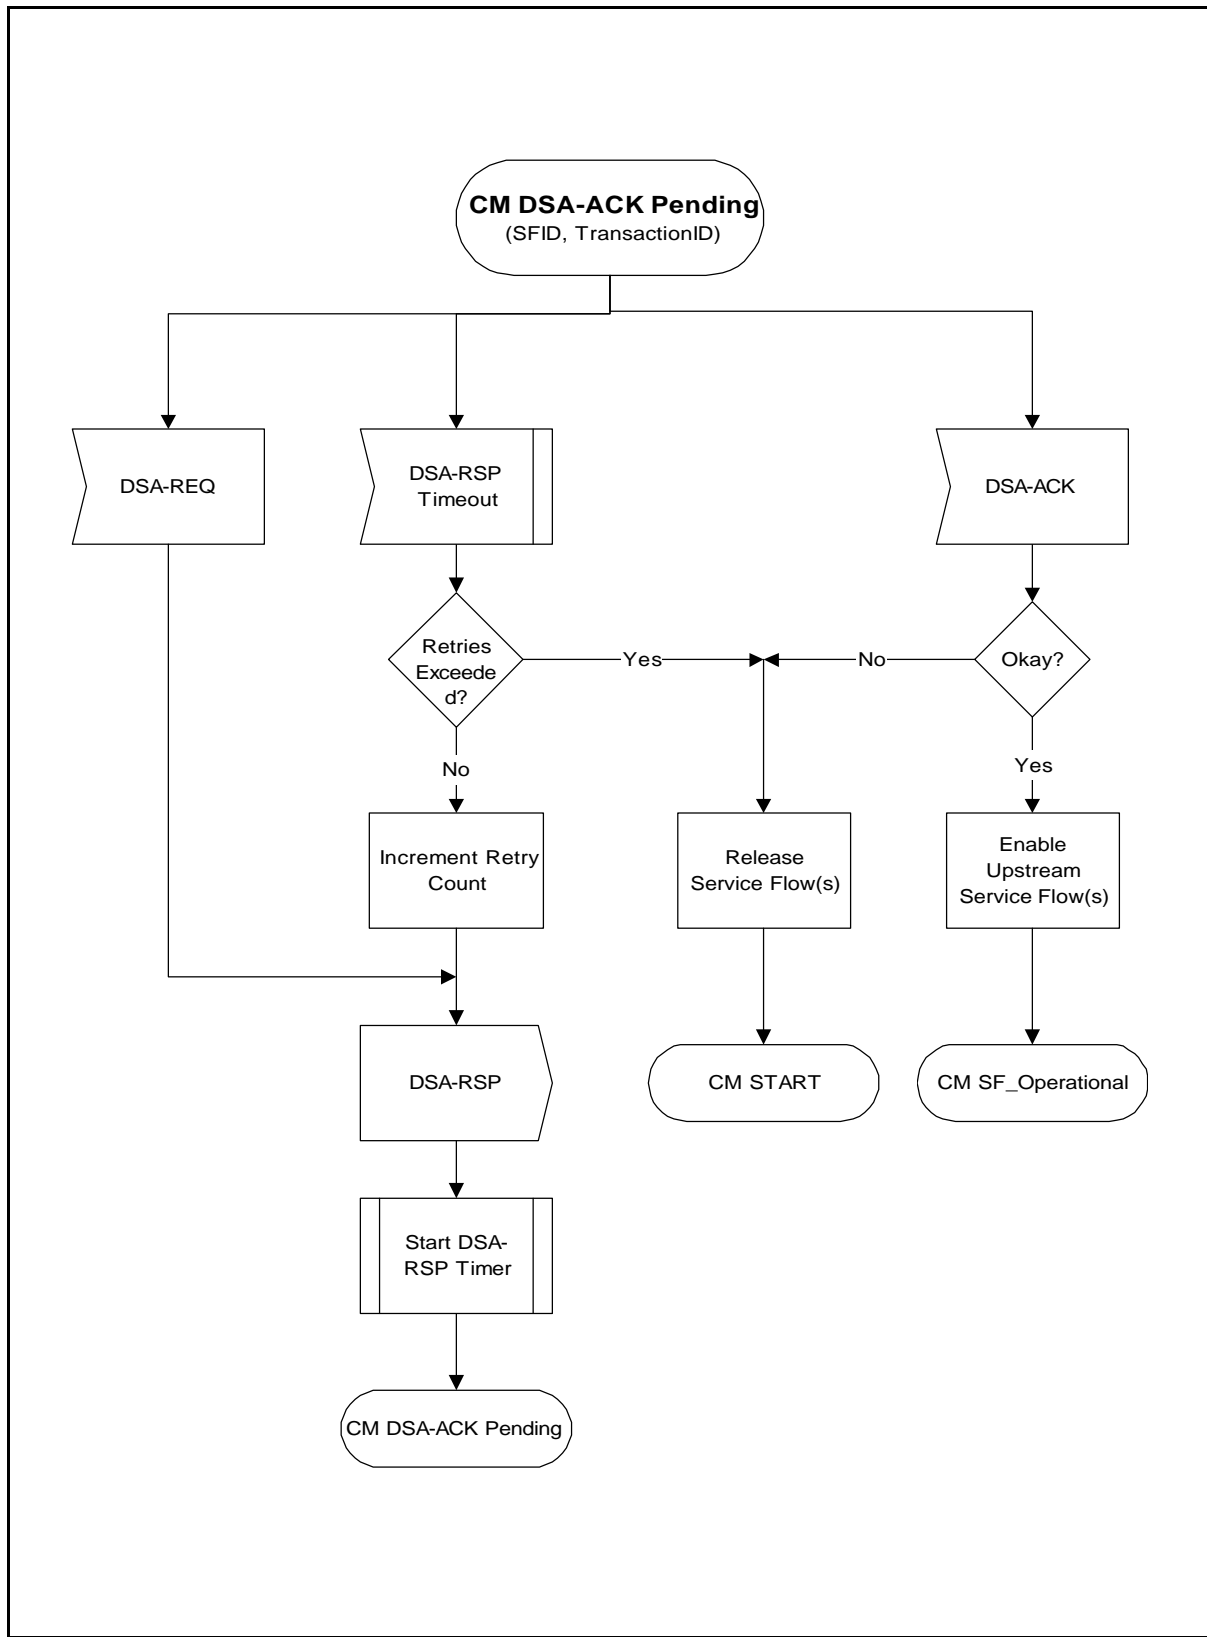 CM DSA-ACK Pending
(SFID, TransactionID)
DSA-REQ
DSA-RSP
Timeout
DSA-ACK
Retries
Exceede
d?
Yes
No
Okay?
No
Yes
Increment Retry
Count
Release
Service Flow(s)
Enable
Upstream
Service Flow(s)
DSA-RSP
CM START
CM SF_Operational
Start DSA-
RSP Timer
CM DSA-ACK Pending